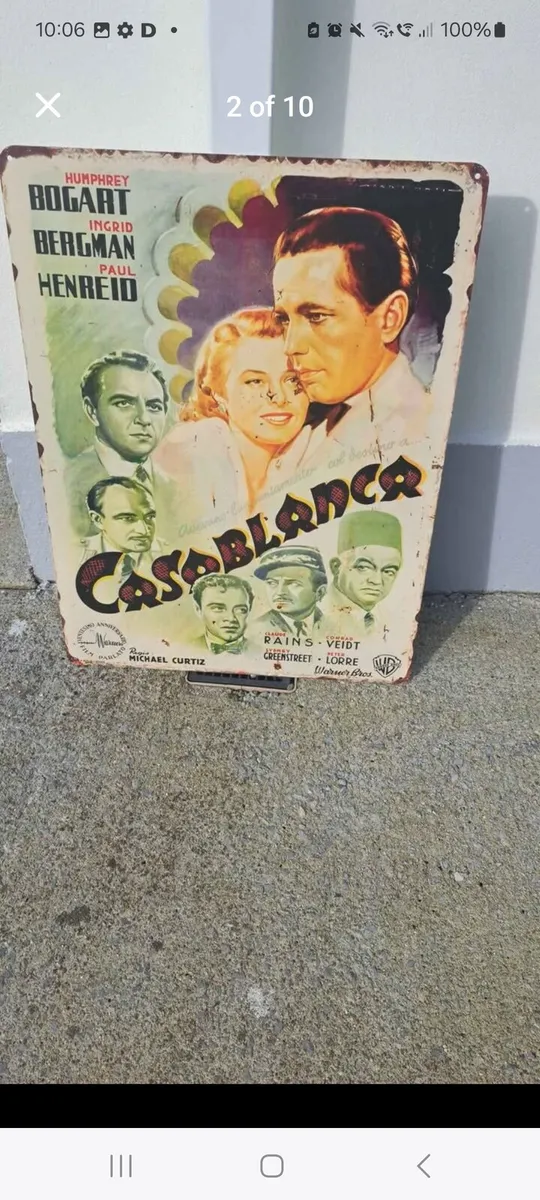 10:06
D
100%
2 of 10
HUMPHREY
BOGART
INGRID
BERGMAN
PAUL
HENREID
CASABLANCA
CLAUDE
RAINS · CONRAD
VEIDT
SYDNEY
GREENSTREET · PETER
LORRE
Regia
MICHAEL CURTIZ
Warner Bros.
WB